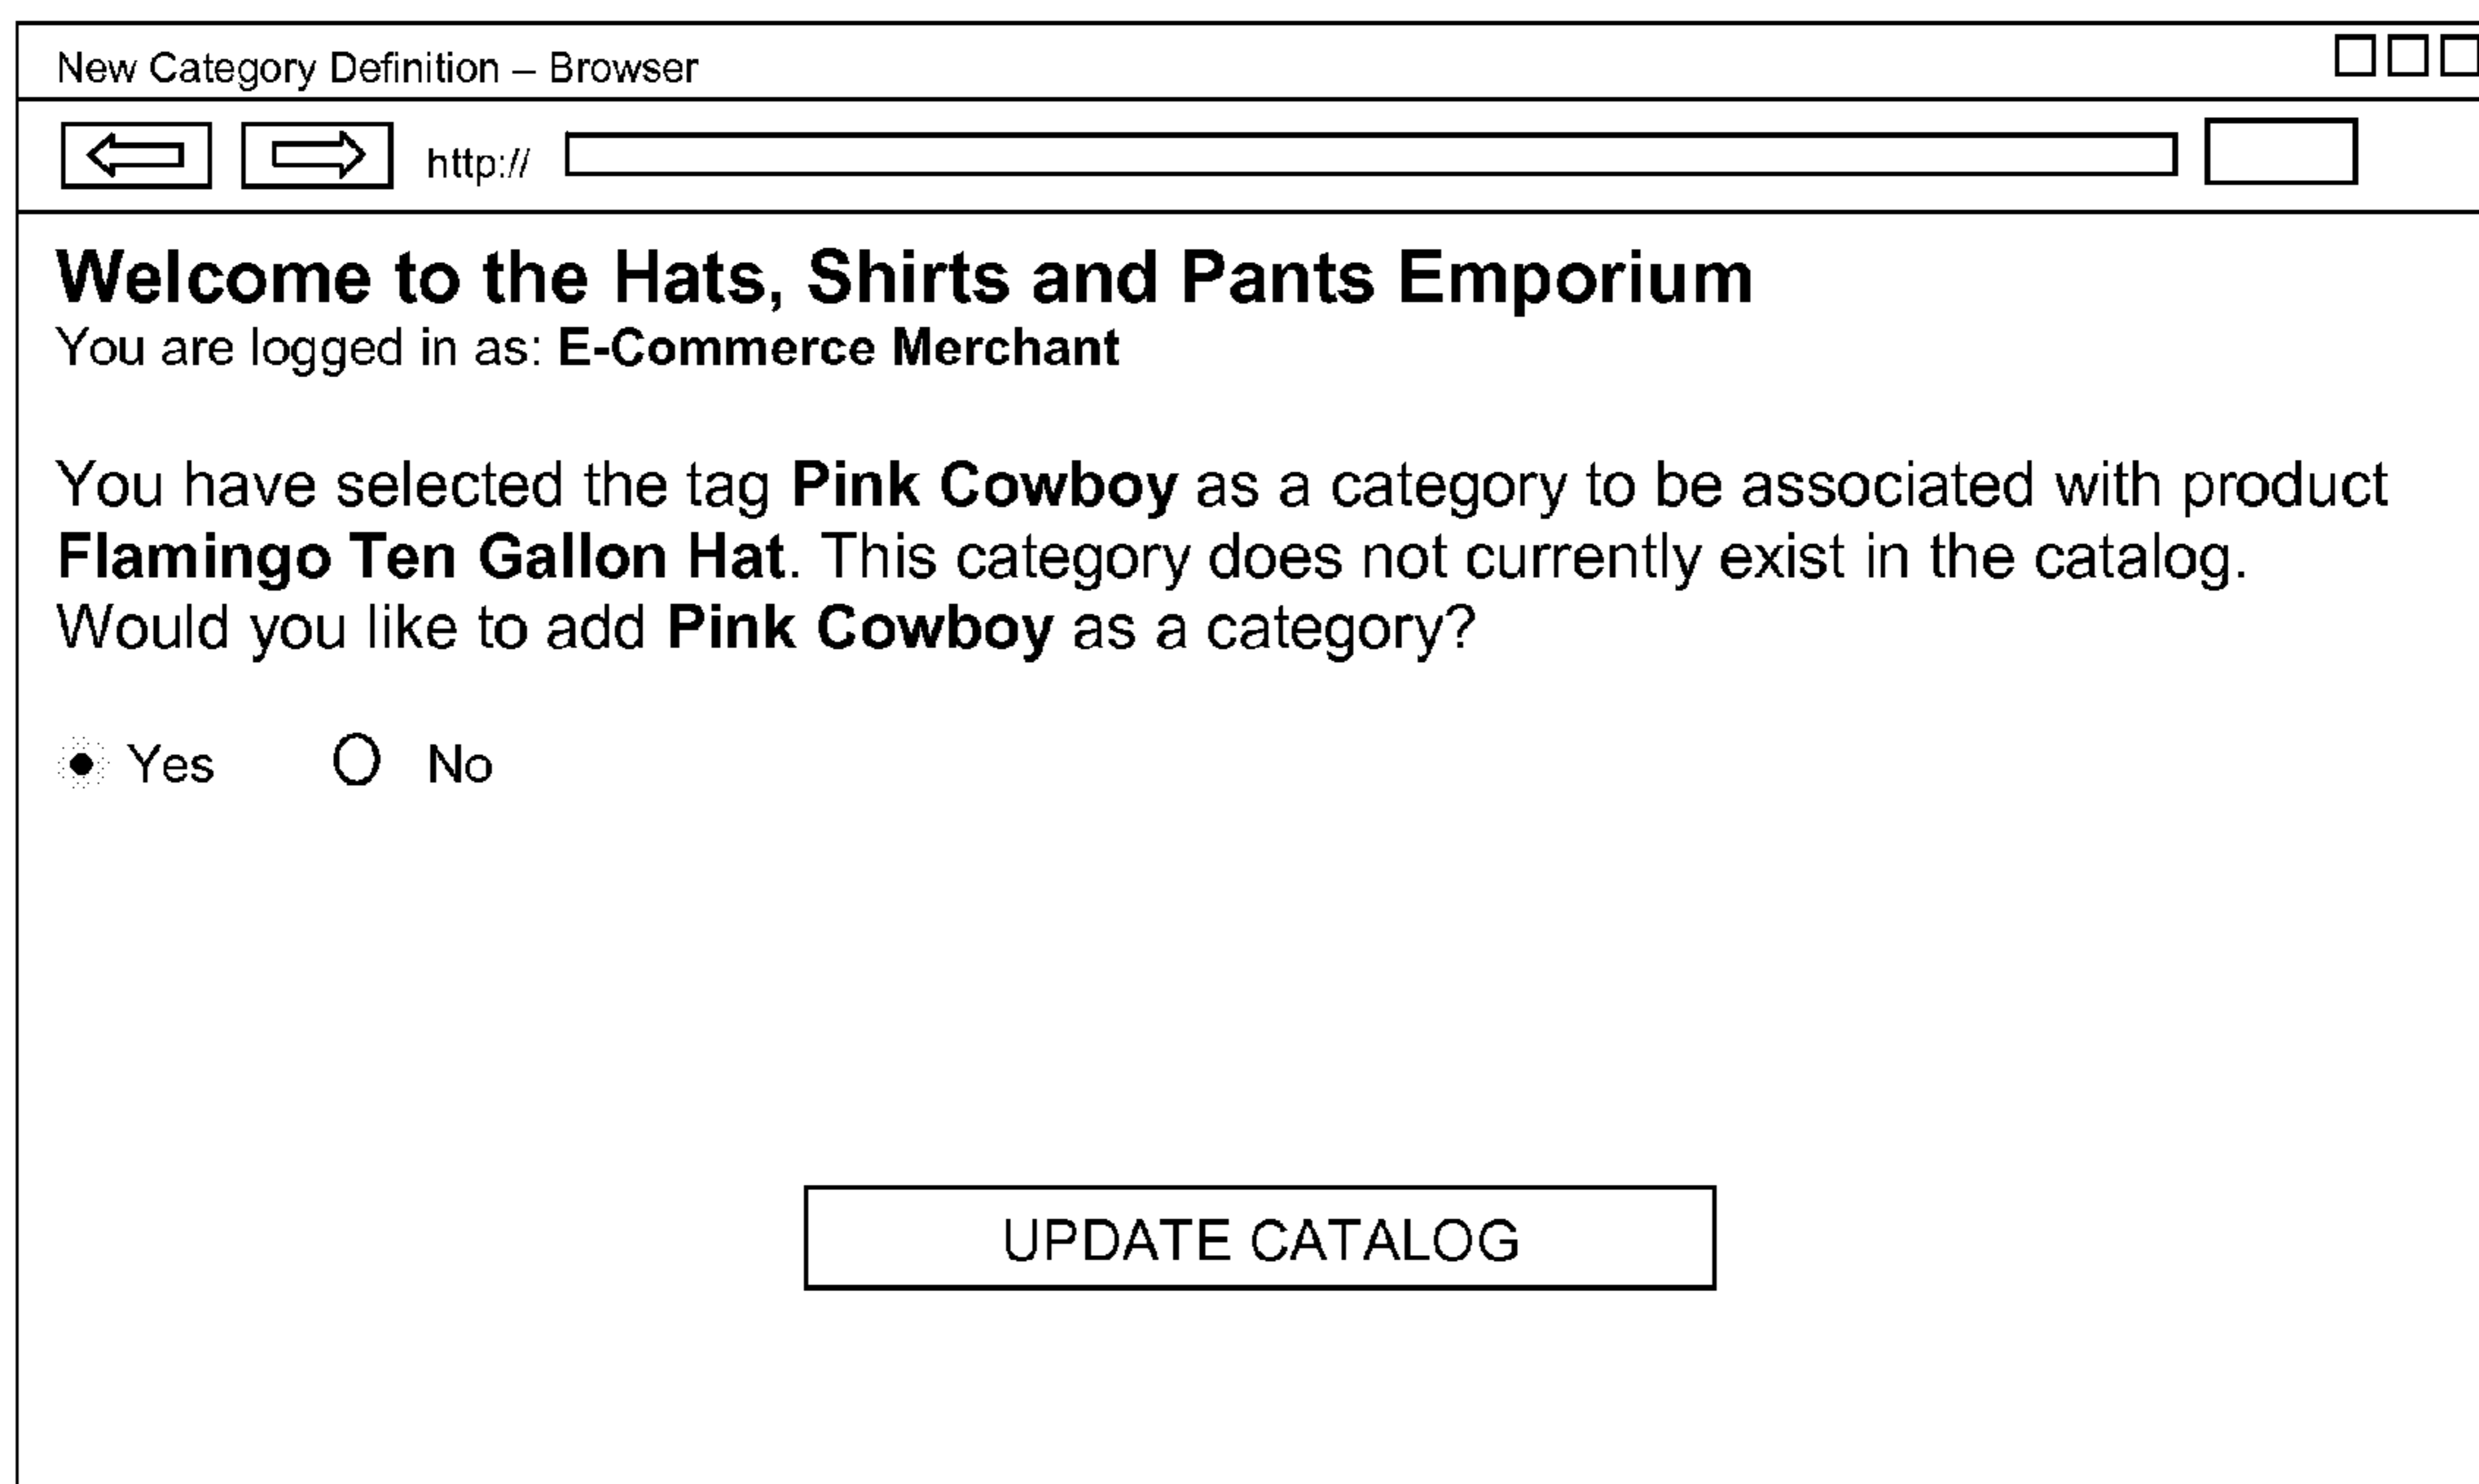 New Category Definition – Browser
http://
Welcome to the Hats, Shirts and Pants Emporium
You are logged in as: E-Commerce Merchant
You have selected the tag Pink Cowboy as a category to be associated with product
Flamingo Ten Gallon Hat. This category does not currently exist in the catalog.
Would you like to add Pink Cowboy as a category?
Yes No
UPDATE CATALOG